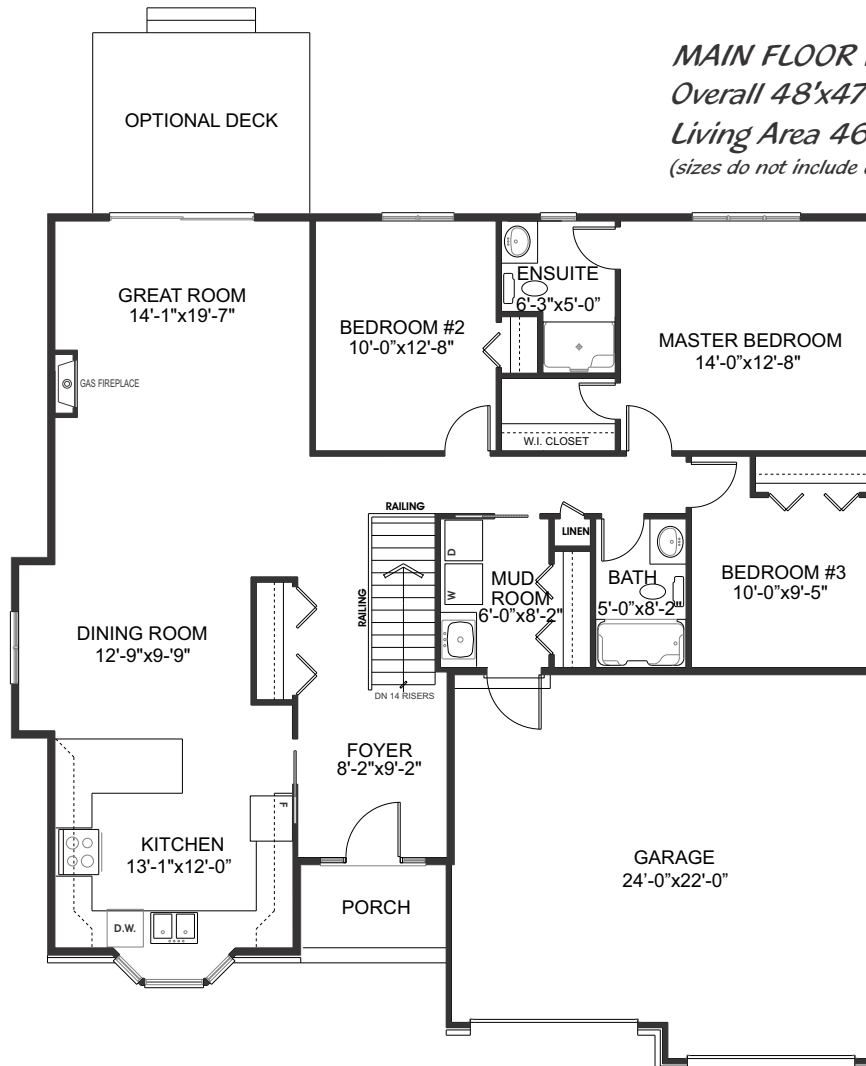 MAIN FLOOR
Overall 48'x47
Living Area 46
(sizes do not include
OPTIONAL DECK
GREAT ROOM
14'-1"x19'-7"
BEDROOM #2
10'-0"x12'-8"
ENSUITE
6'-3"x5'-0"
MASTER BEDROOM
14'-0"x12'-8"
GAS FIREPLACE
W.I. CLOSET
RAILING
LINEN
D
W
MUD
ROOM
6'-0"x8'-2"
BATH
5'-0"x8'-2"
BEDROOM #3
10'-0"x9'-5"
RAILING
DINING ROOM
12'-9"x9-'9"
DN 14 RISERS
FOYER
8'-2"x9'-2"
F
KITCHEN
13'-1"x12'-0"
GARAGE
24'-0"x22'-0"
PORCH
D.W.